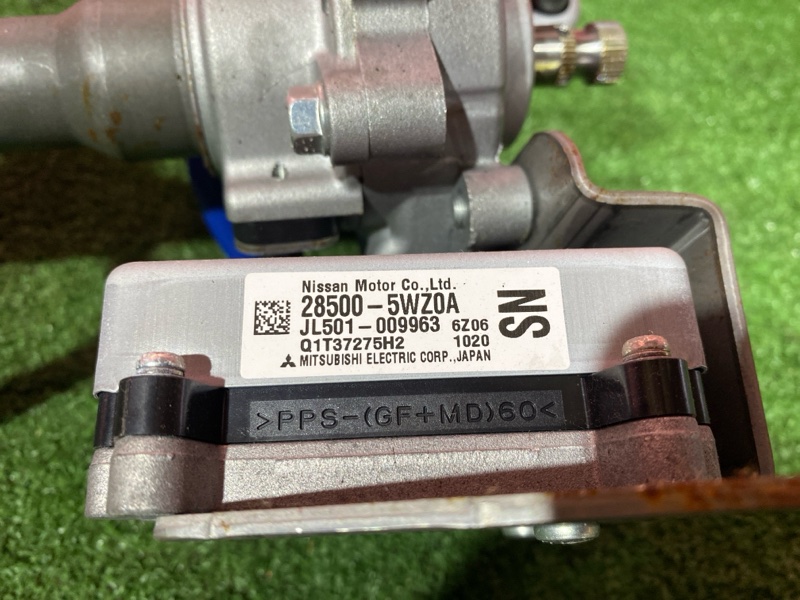 Nissan Motor Co.,Ltd.
28500-5WZ0A
JL501-009963 6Z06
Q1T37275H2 1020
MITSUBISHI ELECTRIC CORP.,JAPAN
SN
>PPS-(GF+MD)60<